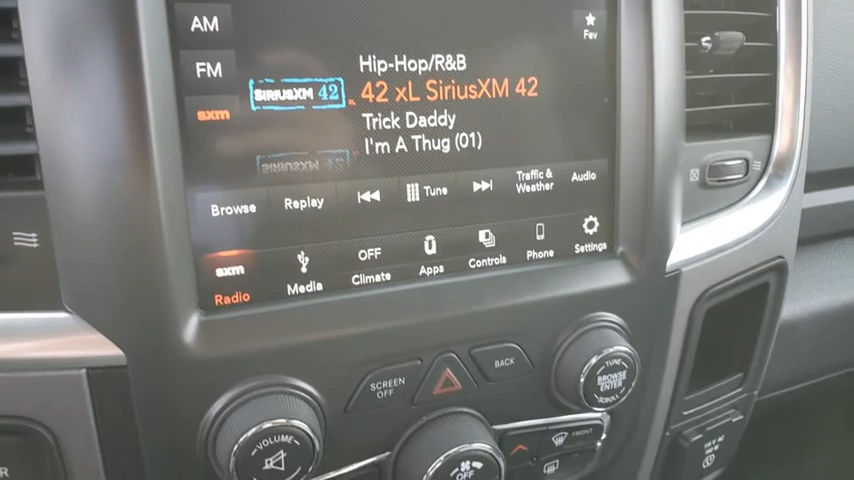 AM
FM
sxm
Fav
Hip-Hop/R&B
SIRIUSXM 42
42 xL SiriusXM 42
Trick Daddy
I'm A Thug (01)
Browse
Replay
Tune
Traffic & Weather
Audio
sxm
Radio
Media
OFF
Climate
Apps
Controls
Phone
Settings
SCREEN OFF
BACK
TUNE
BROWSE
ENTER
SCROLL
VOLUME
OFF
FRONT
R